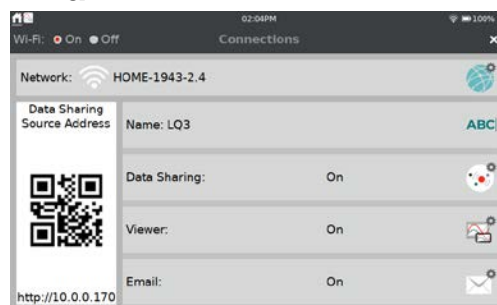 02:04PM
100%
Wi-Fi: On Off
Connections
×
Network: HOME-1943-2.4
Data Sharing
Source Address
Name: LQ3
ABC
Data Sharing: On
Viewer: On
Email: On
http://10.0.0.170